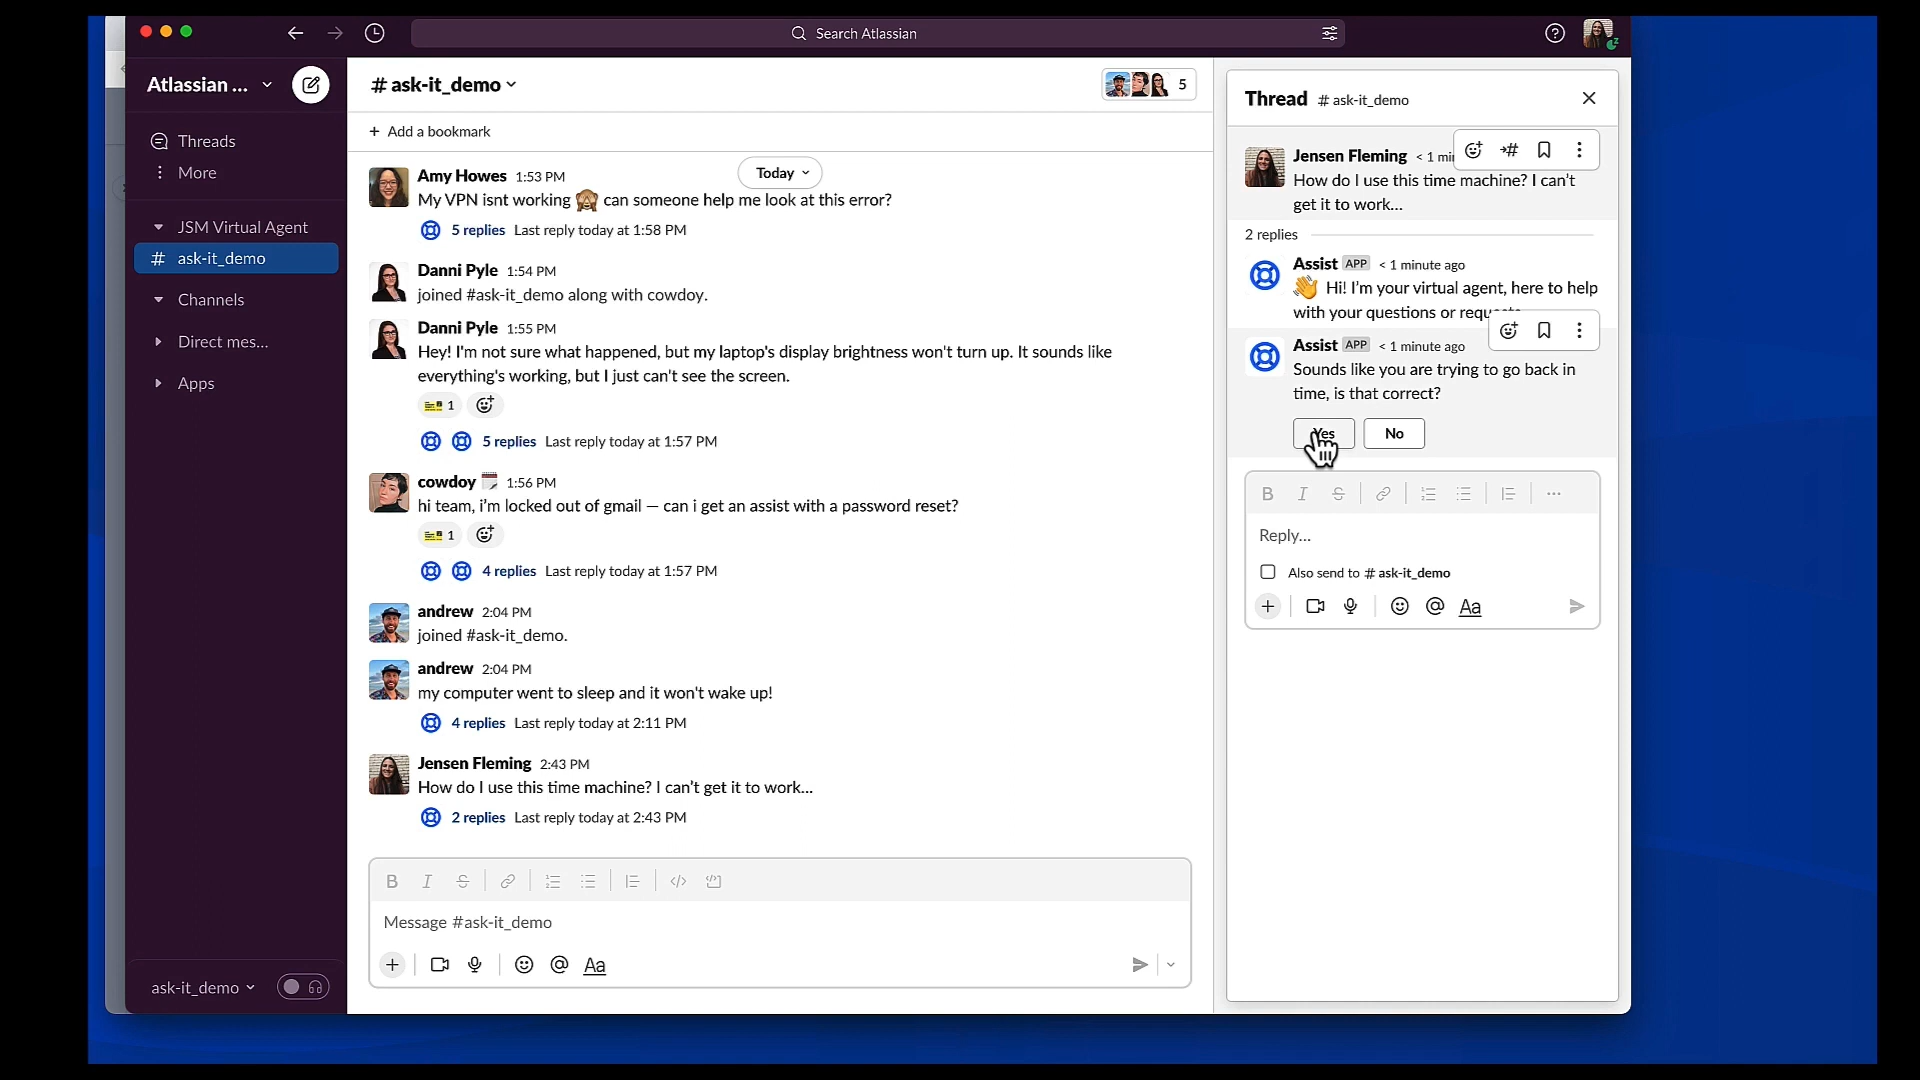 Search Atlassian
Atlassian ...
Threads
More
JSM Virtual Agent
# ask-it_demo
Channels
Direct mes...
Apps
ask-it_demo
# ask-it_demo
5
+ Add a bookmark
Today
Amy Howes 1:53 PM
My VPN isnt working 🙈 can someone help me look at this error?
5 replies Last reply today at 1:58 PM
Danni Pyle 1:54 PM
joined #ask-it_demo along with cowdoy.
Danni Pyle 1:55 PM
Hey! I'm not sure what happened, but my laptop's display brightness won't turn up. It sounds like
everything's working, but I just can't see the screen.
1
5 replies Last reply today at 1:57 PM
cowdoy 1:56 PM
hi team, i'm locked out of gmail — can i get an assist with a password reset?
1
4 replies Last reply today at 1:57 PM
andrew 2:04 PM
joined #ask-it_demo.
andrew 2:04 PM
my computer went to sleep and it won't wake up!
4 replies Last reply today at 2:11 PM
Jensen Fleming 2:43 PM
How do I use this time machine? I can't get it to work...
2 replies Last reply today at 2:43 PM
B I S
Message #ask-it_demo
+ @ Aa
Thread # ask-it_demo
Jensen Fleming < 1
How do I use this time machine? I can't
get it to work...
2 replies
Assist APP < 1 minute ago
👋 Hi! I'm your virtual agent, here to help
with your questions or
Assist APP < 1 minute ago
Sounds like you are trying to go back in
time, is that correct?
Yes No
B I S
Reply...
Also send to # ask-it_demo
+ @ Aa